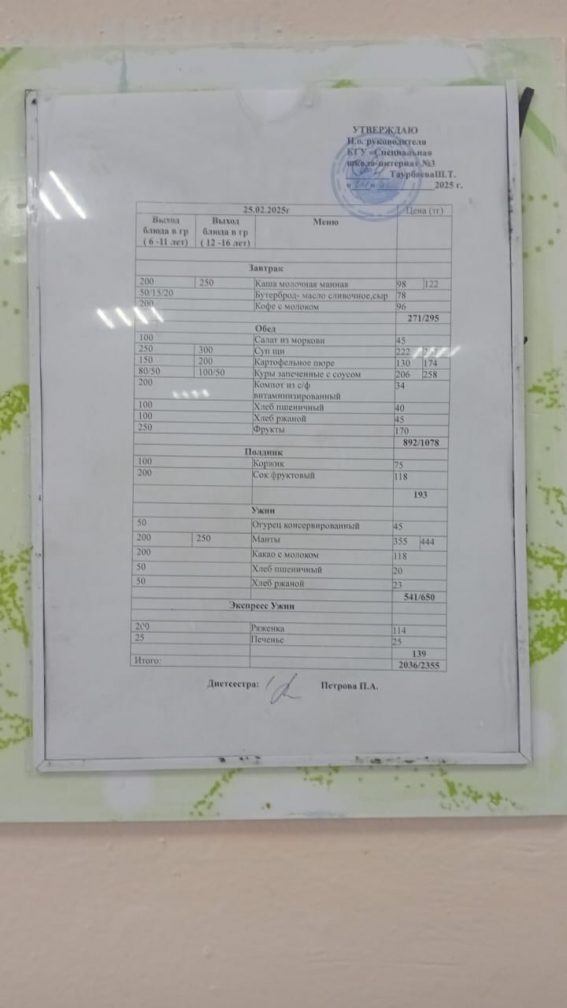 УТВЕРЖДАЮ
И.о. руководителя
КГУ «Специальная
школа-интернат №3
ТаурбаеваШ.Т.
2025 г.
25.02.2025г Цена (тг)
Выход блюда в гр ( 6 -11 лет) Выход блюда в гр ( 12 -16 лет) Меню
Завтрак
200 250 Каша молочная манная 98 122
50/15/20 Бутерброд- масло сливочное,сыр 78
200 Кофе с молоком 96
271/295
Обед
100 Салат из моркови 45
250 300 Суп щи 222
150 200 Картофельное пюре 130 174
80/50 100/50 Куры запеченные с соусом 206 258
200 Компот из с/ф 34
витаминизированный
100 Хлеб пшеничный 40
100 Хлеб ржаной 45
250 Фрукты 170
892/1078
Полдник
100 Коржик 75
200 Сок фруктовый 118
193
Ужин
50 Огурец консервированный 45
200 250 Манты 355 444
200 Какао с молоком 118
50 Хлеб пшеничный 20
50 Хлеб ржаной 23
541/650
Экспресс Ужин
200 Ряженка 114
25 Печенье 25
139
Итого: 2036/2355
Диетсестра: Петрова П.А.